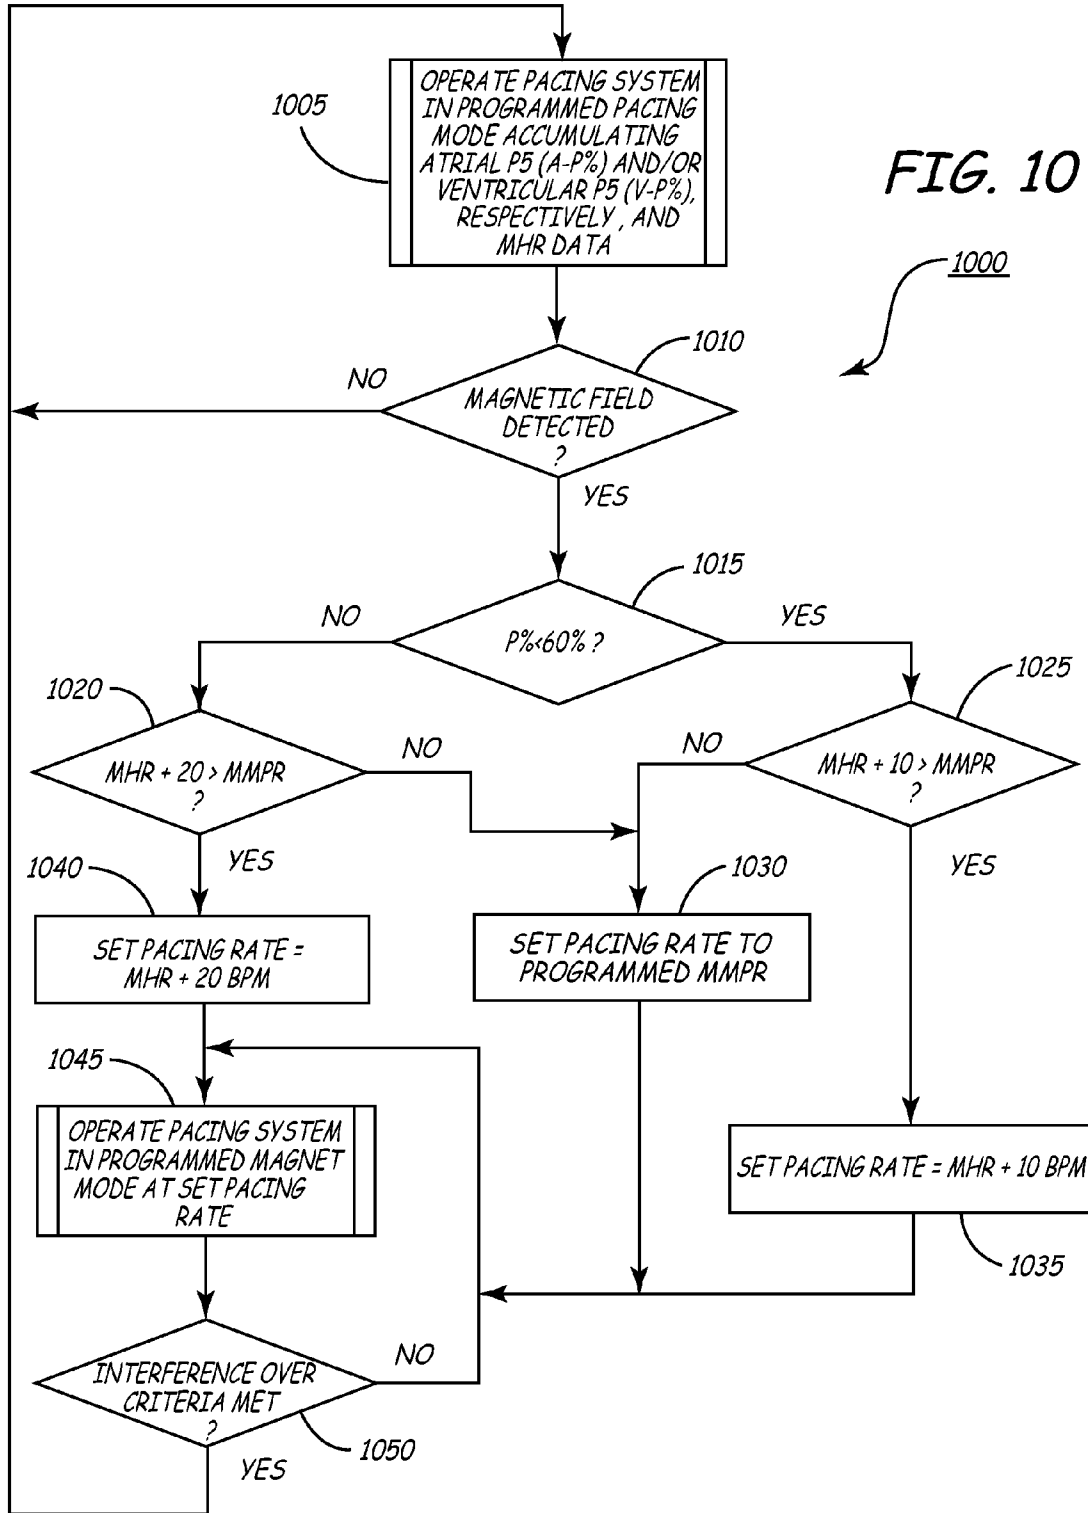 1005
OPERATE PACING SYSTEM
IN PROGRAMMED PACING
MODE ACCUMULATING
ATRIAL P5 (A-P%) AND/OR
VENTRICULAR P5 (V-P%),
RESPECTIVELY, AND
MHR DATA
FIG. 10
1000
1010
NO
MAGNETIC FIELD
DETECTED
?
YES
1015
NO
P%<60% ?
YES
1020
MHR + 20 > MMPR
?
NO
1025
NO
MHR + 10 > MMPR
?
YES
YES
1040
SET PACING RATE =
MHR + 20 BPM
1030
SET PACING RATE TO
PROGRAMMED MMPR
1045
OPERATE PACING SYSTEM
IN PROGRAMMED MAGNET
MODE AT SET PACING
RATE
SET PACING RATE = MHR + 10 BPM
1035
INTERFERENCE OVER
CRITERIA MET
?
NO
1050
YES